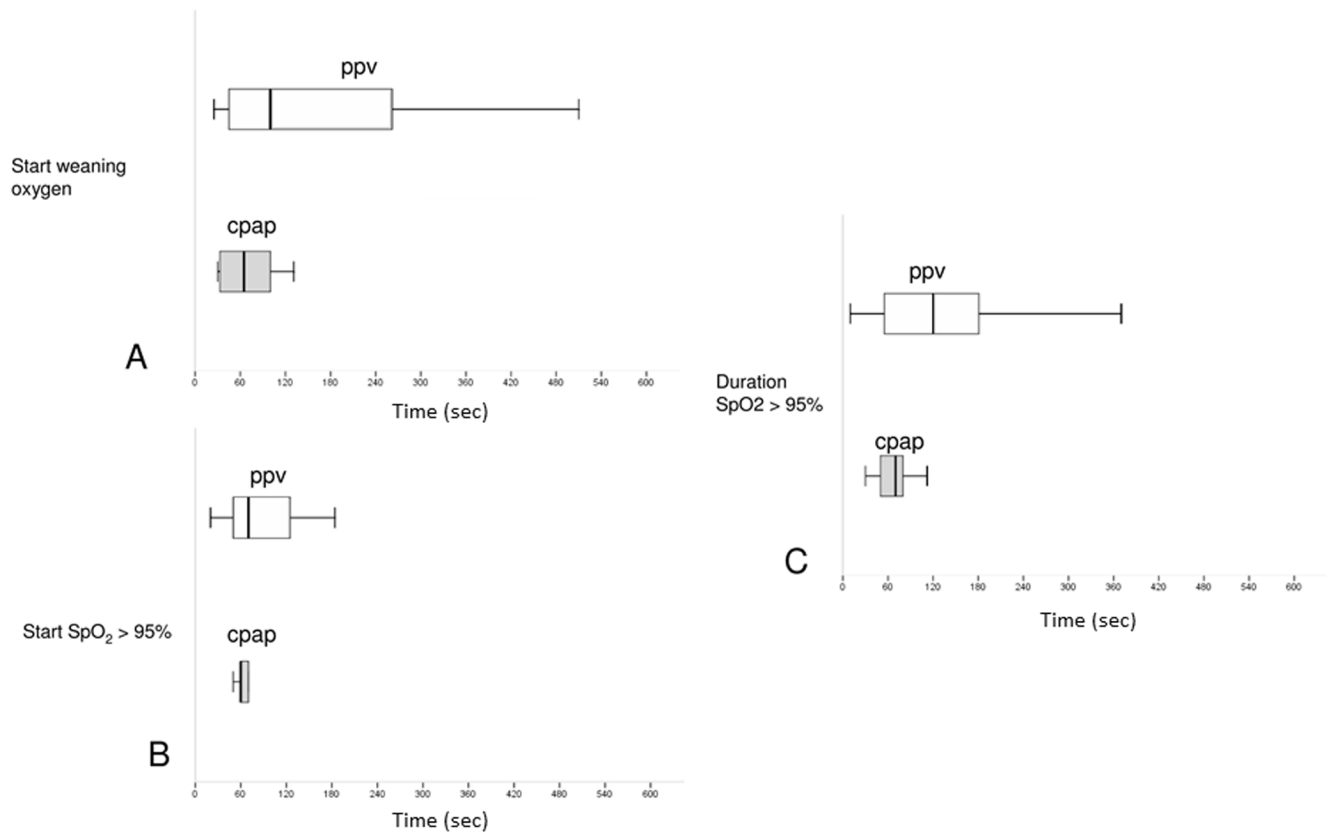 ppv
Start weaning
oxygen
cpap
A
0 60 120 180 240 300 360 420 480 540 600
Time (sec)
ppv
Start SpO₂ > 95%
cpap
B
0 60 120 180 240 300 360 420 480 540 600
Time (sec)
ppv
Duration
SpO2 > 95%
cpap
C
0 60 120 180 240 300 360 420 480 540 600
Time (sec)